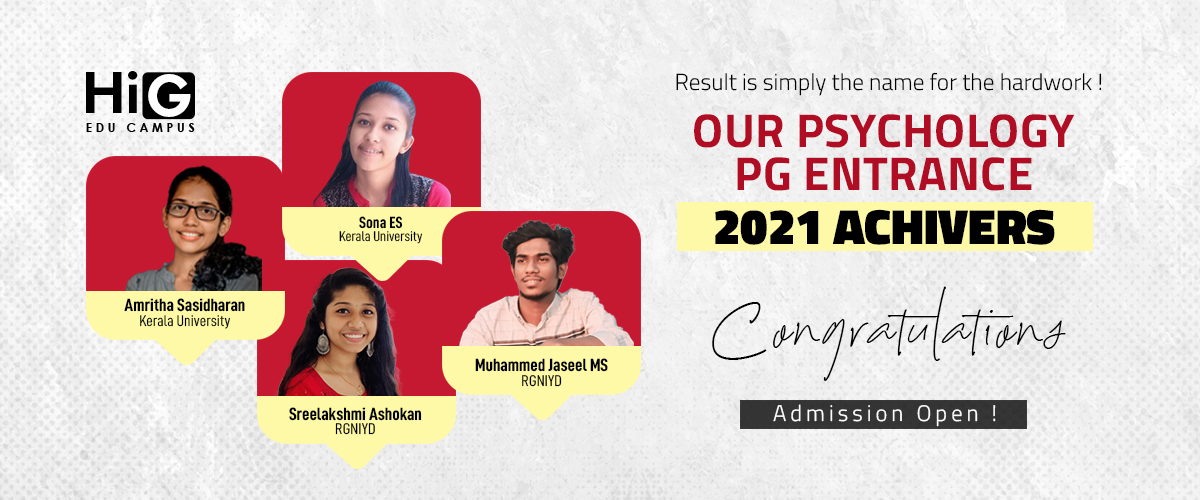 HiG
EDU CAMPUS
Sona ES
Kerala University
Amritha Sasidharan
Kerala University
Muhammed Jaseel MS
RGNIYD
Sreelakshmi Ashokan
RGNIYD
Result is simply the name for the hardwork !
OUR PSYCHOLOGY
PG ENTRANCE
2021 ACHIVERS
Congratulations
Admission Open !